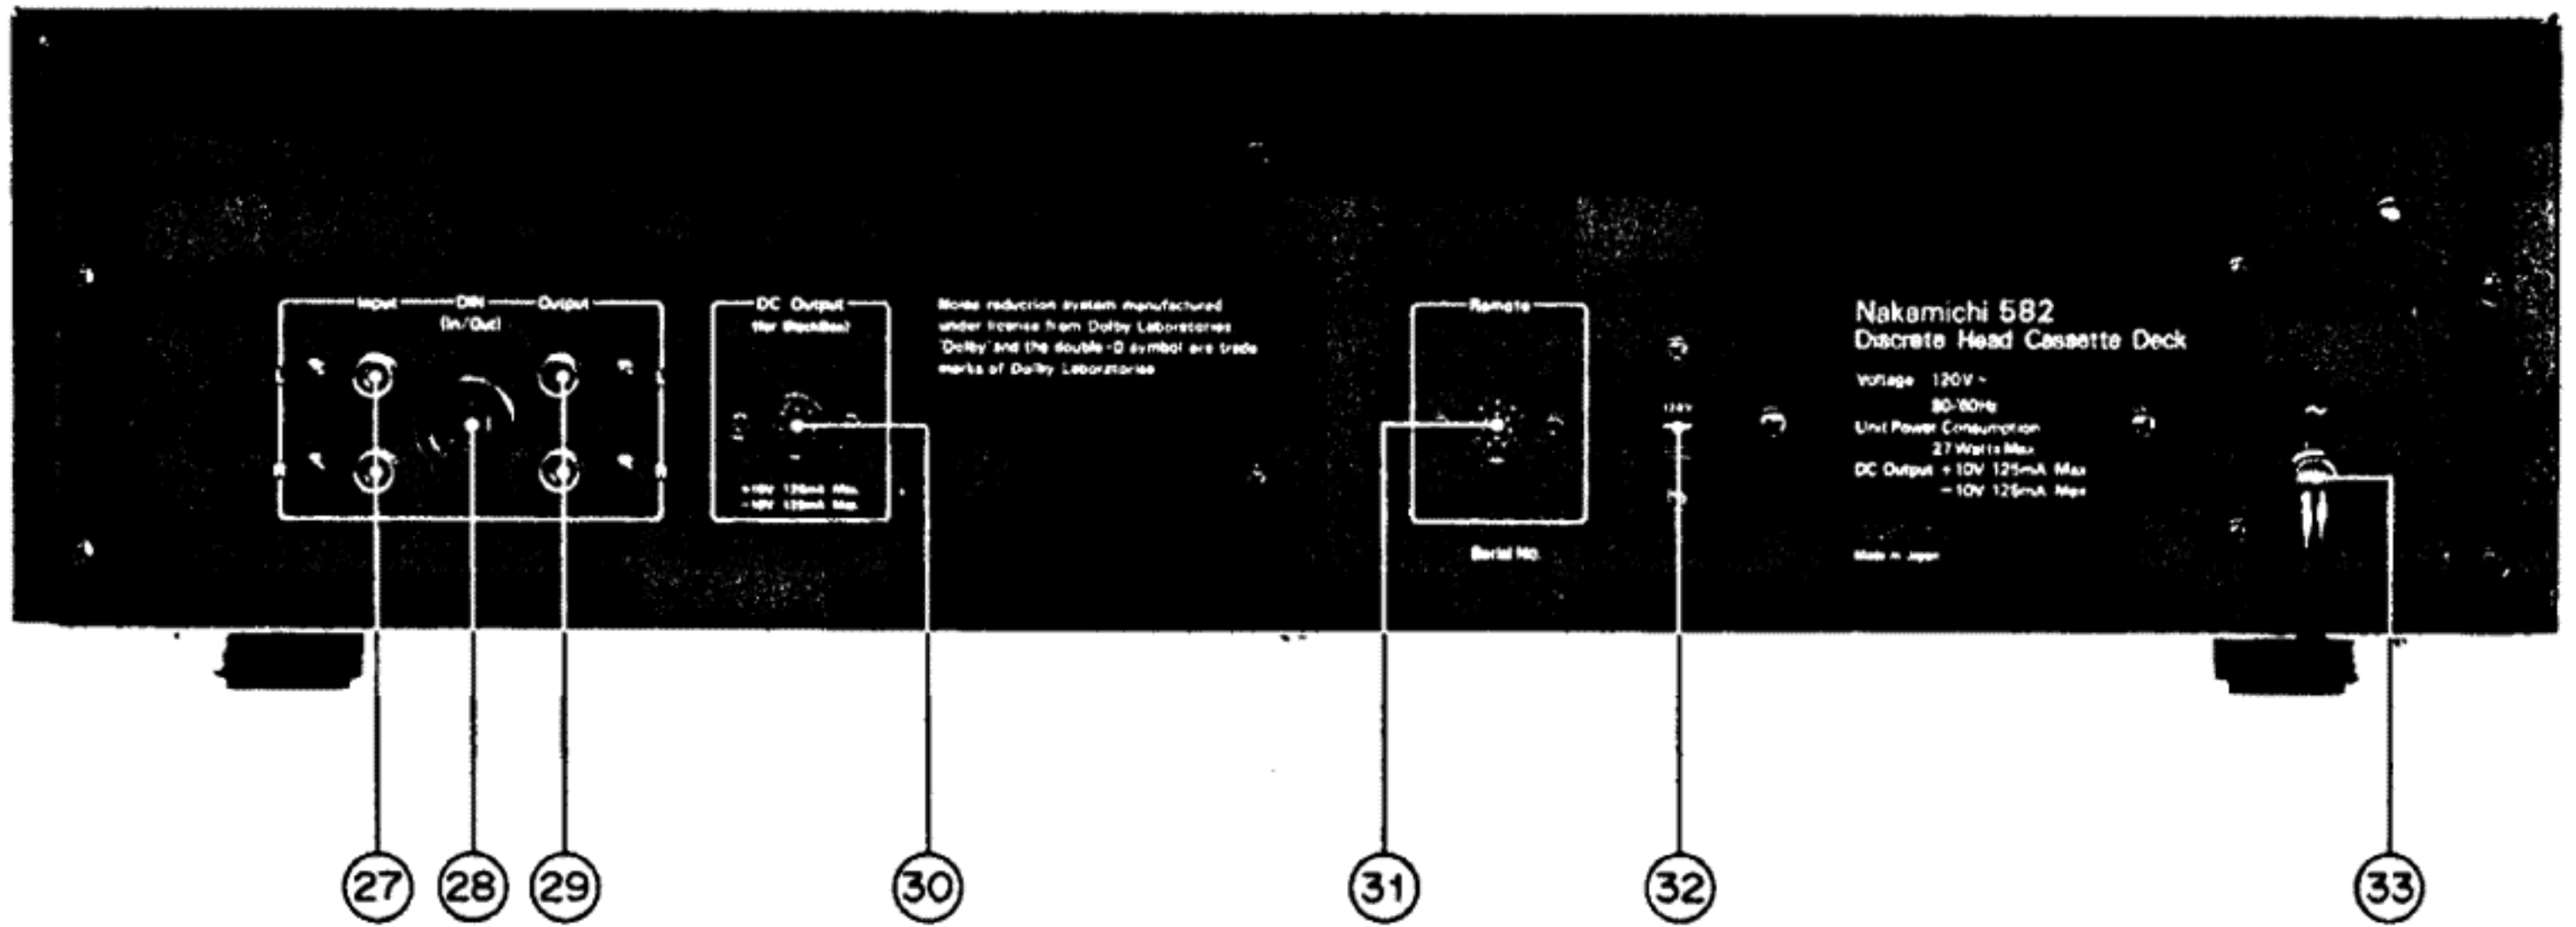 Input DIN Output
(In/Out)
L L
R R
DC Output
(for BlackBox)
+10V 125mA Max.
-10V 125mA Max.
Noise reduction system manufactured
under license from Dolby Laboratories
'Dolby' and the double-D symbol are trade
marks of Dolby Laboratories
Remote
Serial No.
120V
Nakamichi 582
Discrete Head Cassette Deck
Voltage 120V ~
Unit Power Consumption
27 Watts Max
DC Output +10V 125mA Max
-10V 125mA Max
Made in Japan
~
27 28 29 30 31 32 33